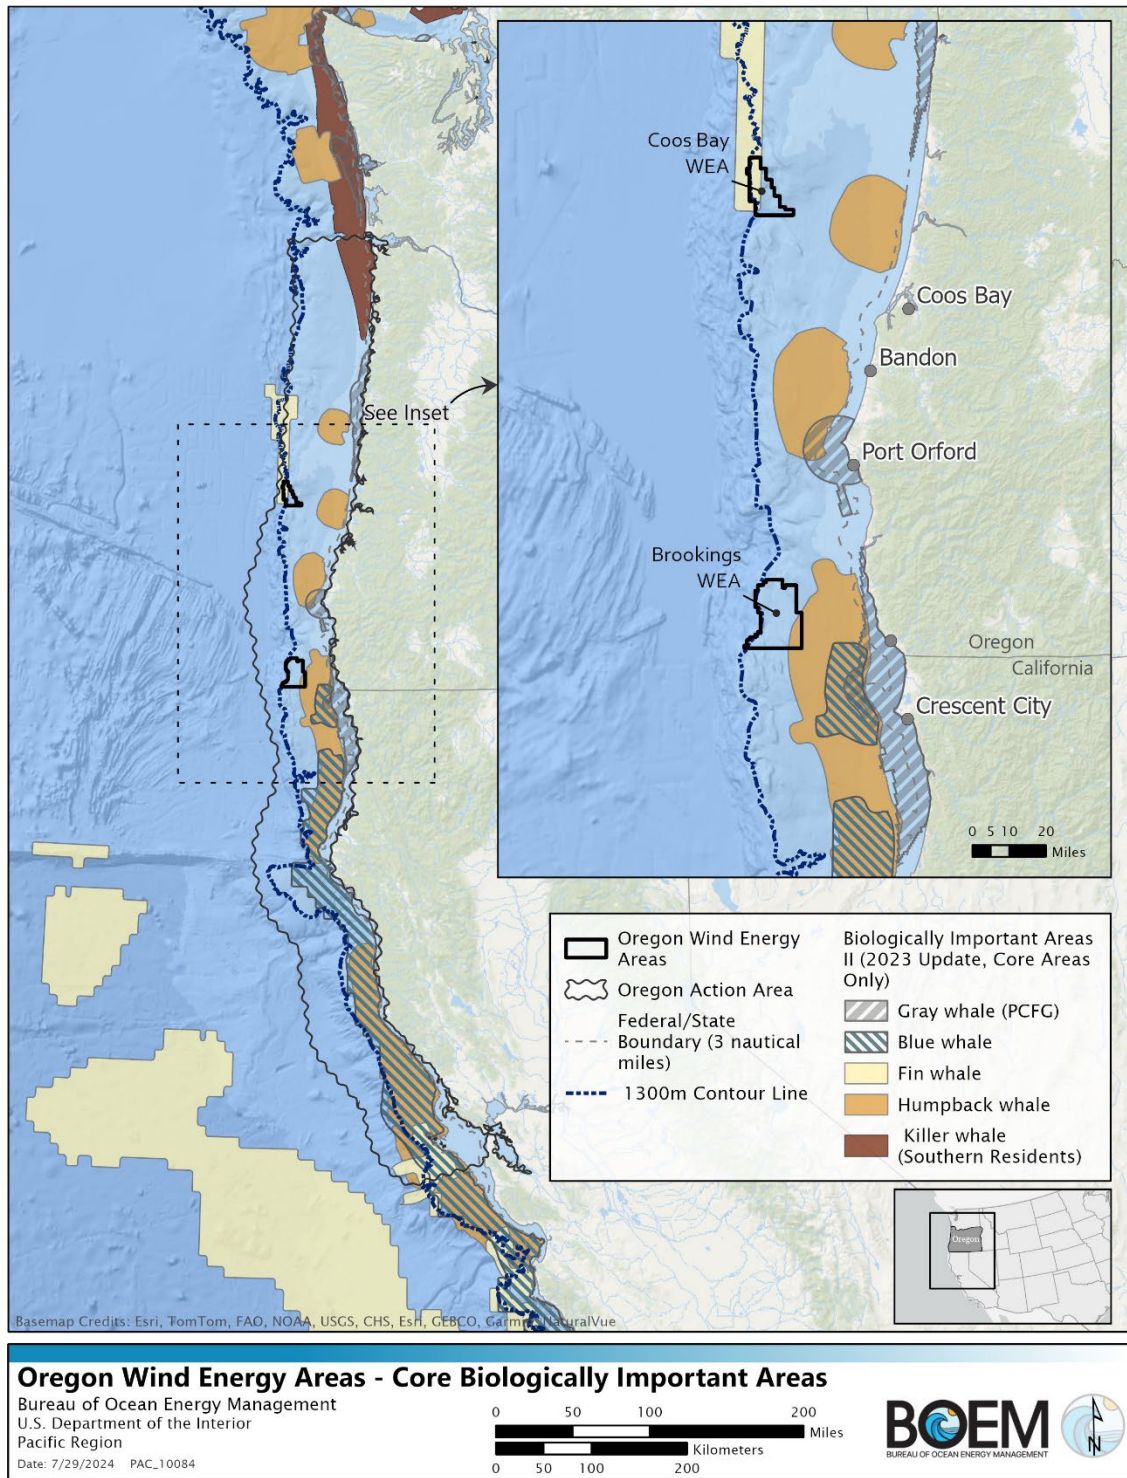 Coos Bay
WEA
Coos Bay
Bandon
See Inset
Port Orford
Brookings
WEA
Oregon
California
Crescent City
0 5 10 20
Miles
Oregon Wind Energy
Areas
Oregon Action Area
Federal/State
Boundary (3 nautical
miles)
1300m Contour Line
Biologically Important Areas
II (2023 Update, Core Areas
Only)
Gray whale (PCFG)
Blue whale
Fin whale
Humpback whale
Killer whale
(Southern Residents)
Oregon
Basemap Credits: Esri, TomTom, FAO, NOAA, USGS, CHS, Esri, GEBCO, Garmin, NaturalVue
Oregon Wind Energy Areas - Core Biologically Important Areas
Bureau of Ocean Energy Management
U.S. Department of the Interior
Pacific Region
Date: 7/29/2024 PAC_10084
0 50 100 200
Miles
Kilometers
0 50 100 200
BOEM
BUREAU OF OCEAN ENERGY MANAGEMENT
N